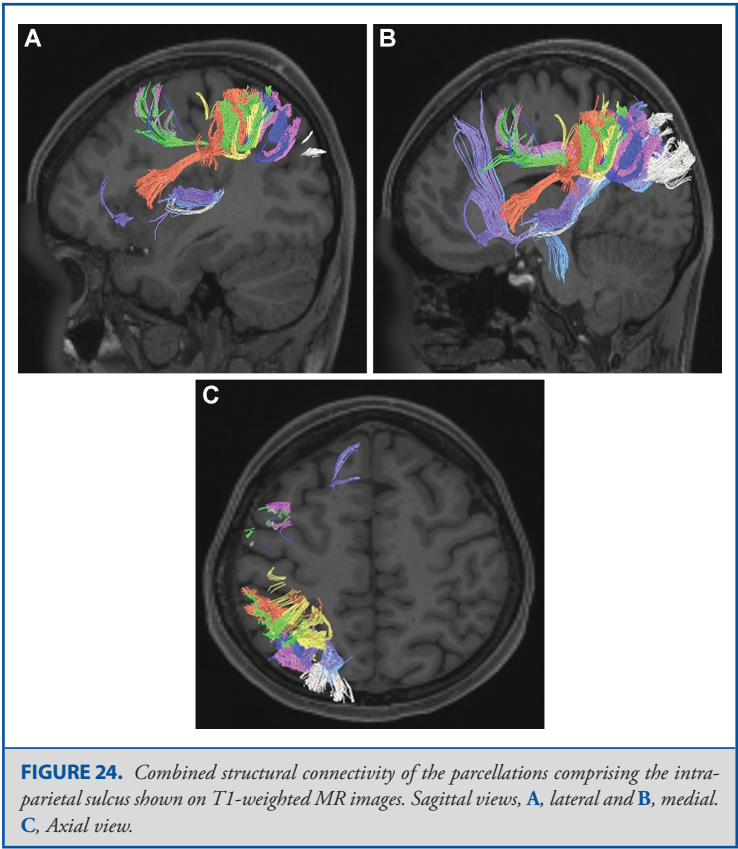 A
B
C
FIGURE 24. Combined structural connectivity of the parcellations comprising the intra-
parietal sulcus shown on T1-weighted MR images. Sagittal views, A, lateral and B, medial.
C, Axial view.